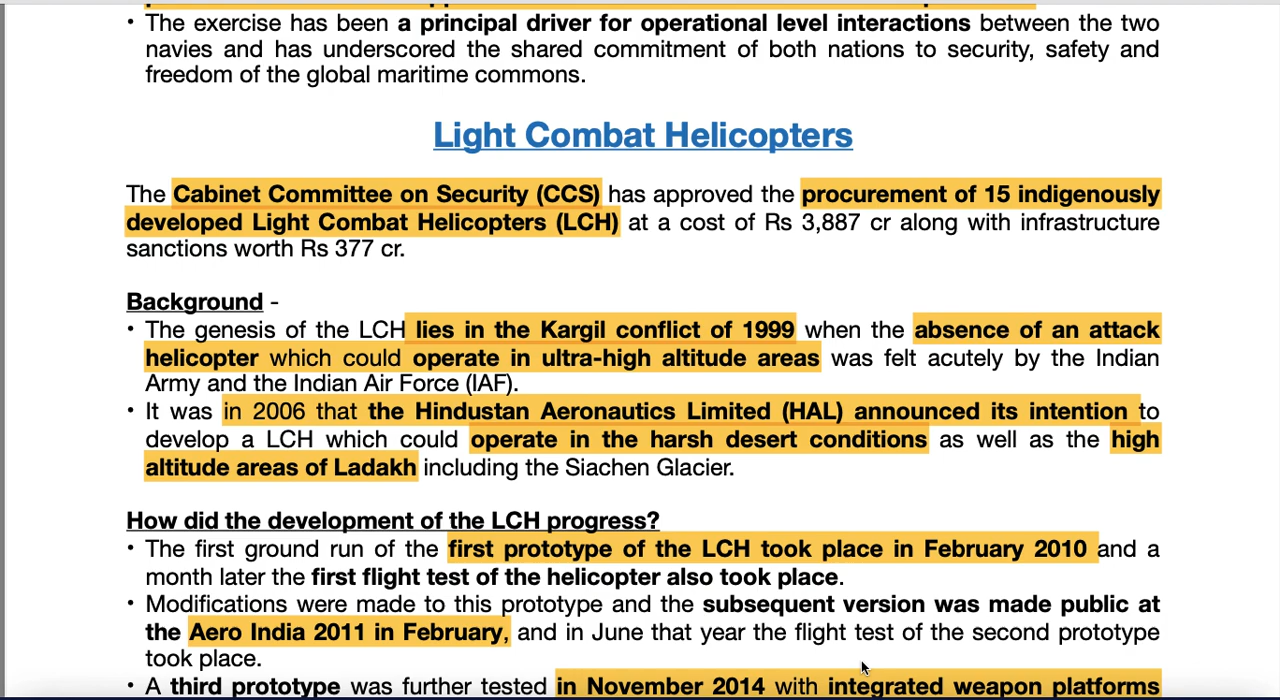 • The exercise has been a principal driver for operational level interactions between the two
navies and has underscored the shared commitment of both nations to security, safety and
freedom of the global maritime commons.
Light Combat Helicopters
The Cabinet Committee on Security (CCS) has approved the procurement of 15 indigenously
developed Light Combat Helicopters (LCH) at a cost of Rs 3,887 cr along with infrastructure
sanctions worth Rs 377 cr.
Background -
• The genesis of the LCH lies in the Kargil conflict of 1999 when the absence of an attack
helicopter which could operate in ultra-high altitude areas was felt acutely by the Indian
Army and the Indian Air Force (IAF).
• It was in 2006 that the Hindustan Aeronautics Limited (HAL) announced its intention to
develop a LCH which could operate in the harsh desert conditions as well as the high
altitude areas of Ladakh including the Siachen Glacier.
How did the development of the LCH progress?
• The first ground run of the first prototype of the LCH took place in February 2010 and a
month later the first flight test of the helicopter also took place.
• Modifications were made to this prototype and the subsequent version was made public at
the Aero India 2011 in February, and in June that year the flight test of the second prototype
took place.
• A third prototype was further tested in November 2014 with integrated weapon platforms